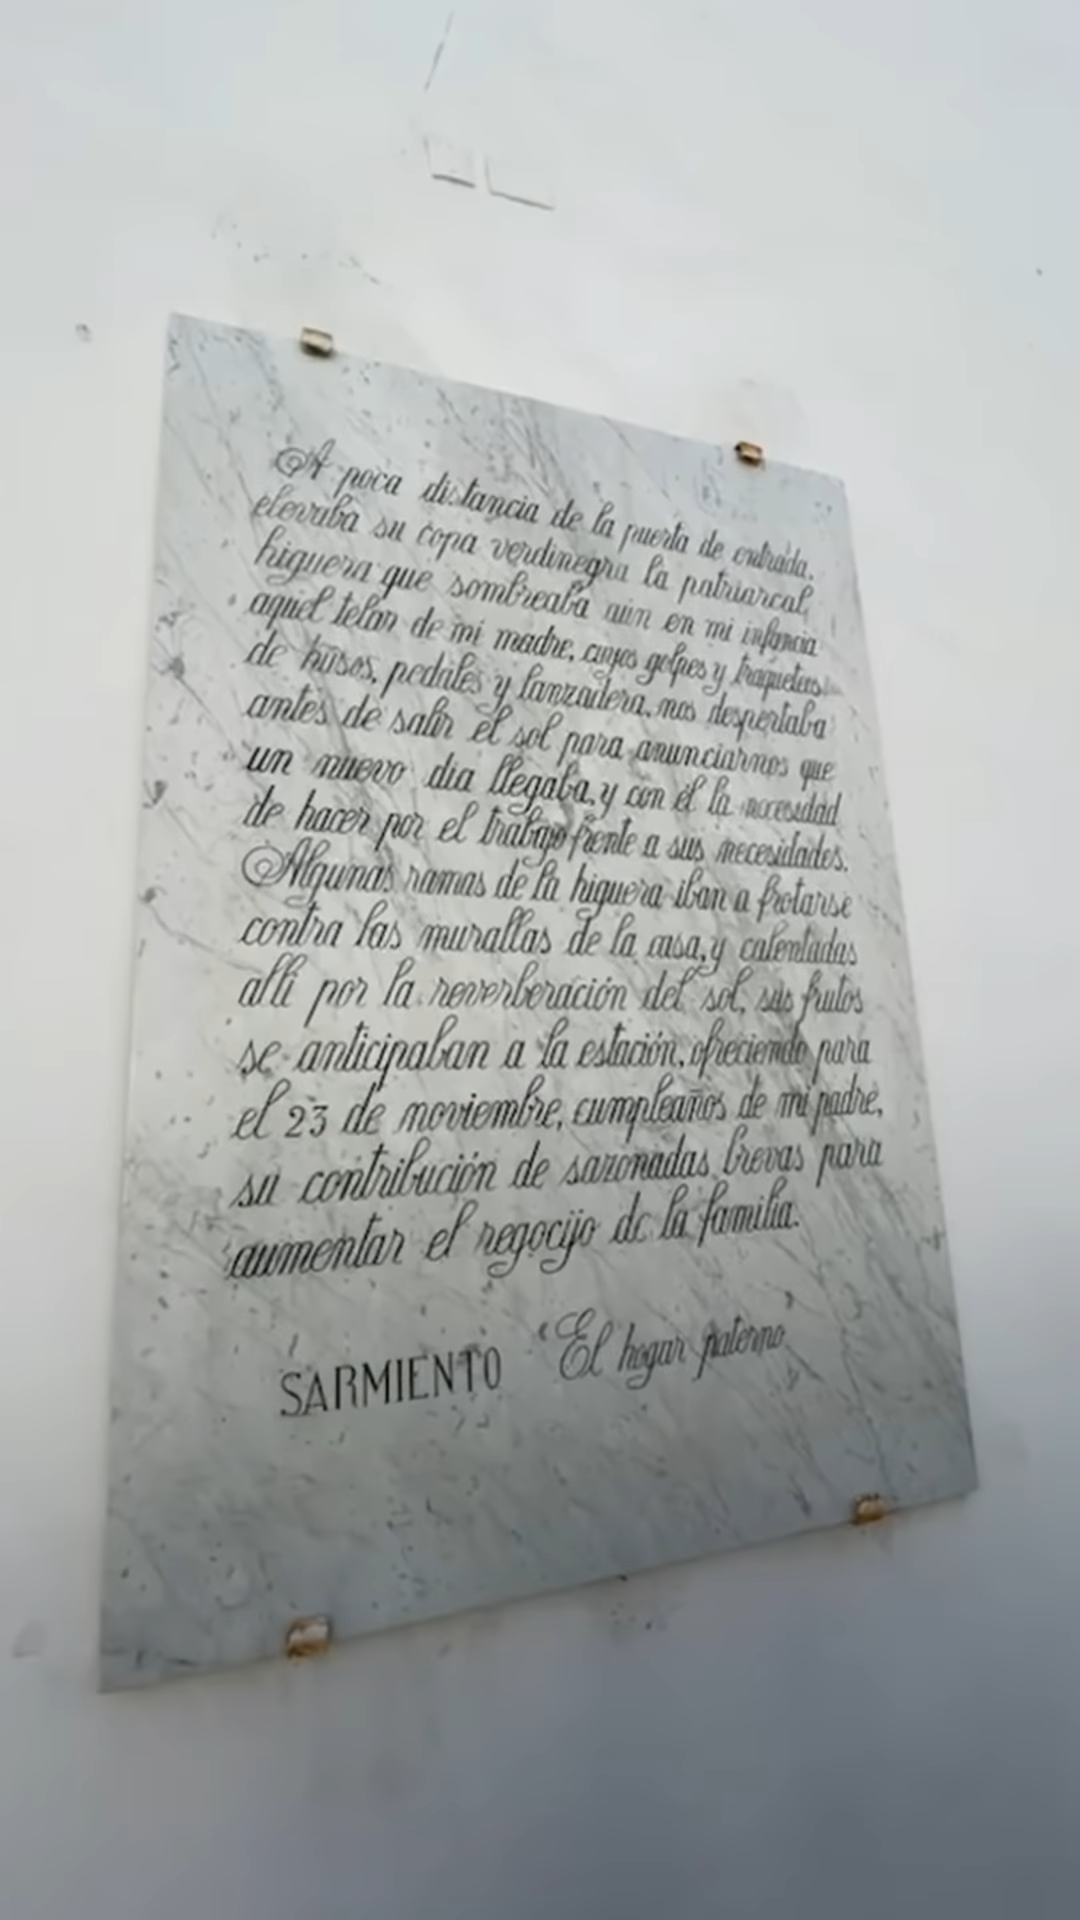 A poca distancia de la puerta de entrada,
elevaba su copa verdinegra la patriarcal
higuera que sombreaba aún en mi infancia
aquel telar de mi madre, cuyos golpes y traqueteos
de husos, pedales y lanzadera, nos despertaba
antes de salir el sol para anunciarnos que
un nuevo dia llegaba, y con él la necesidad
de hacer por el trabajo frente a sus necesidades.
Algunas ramas de la higuera iban a frotarse
contra las murallas de la casa, y calentadas
allí por la reverberación del sol, sus frutos
se anticipaban a la estación, ofreciendo para
el 23 de noviembre, cumpleaños de mi padre,
su contribución de sazonadas brevas para
aumentar el regocijo de la familia.
SARMIENTO "El hogar paterno"